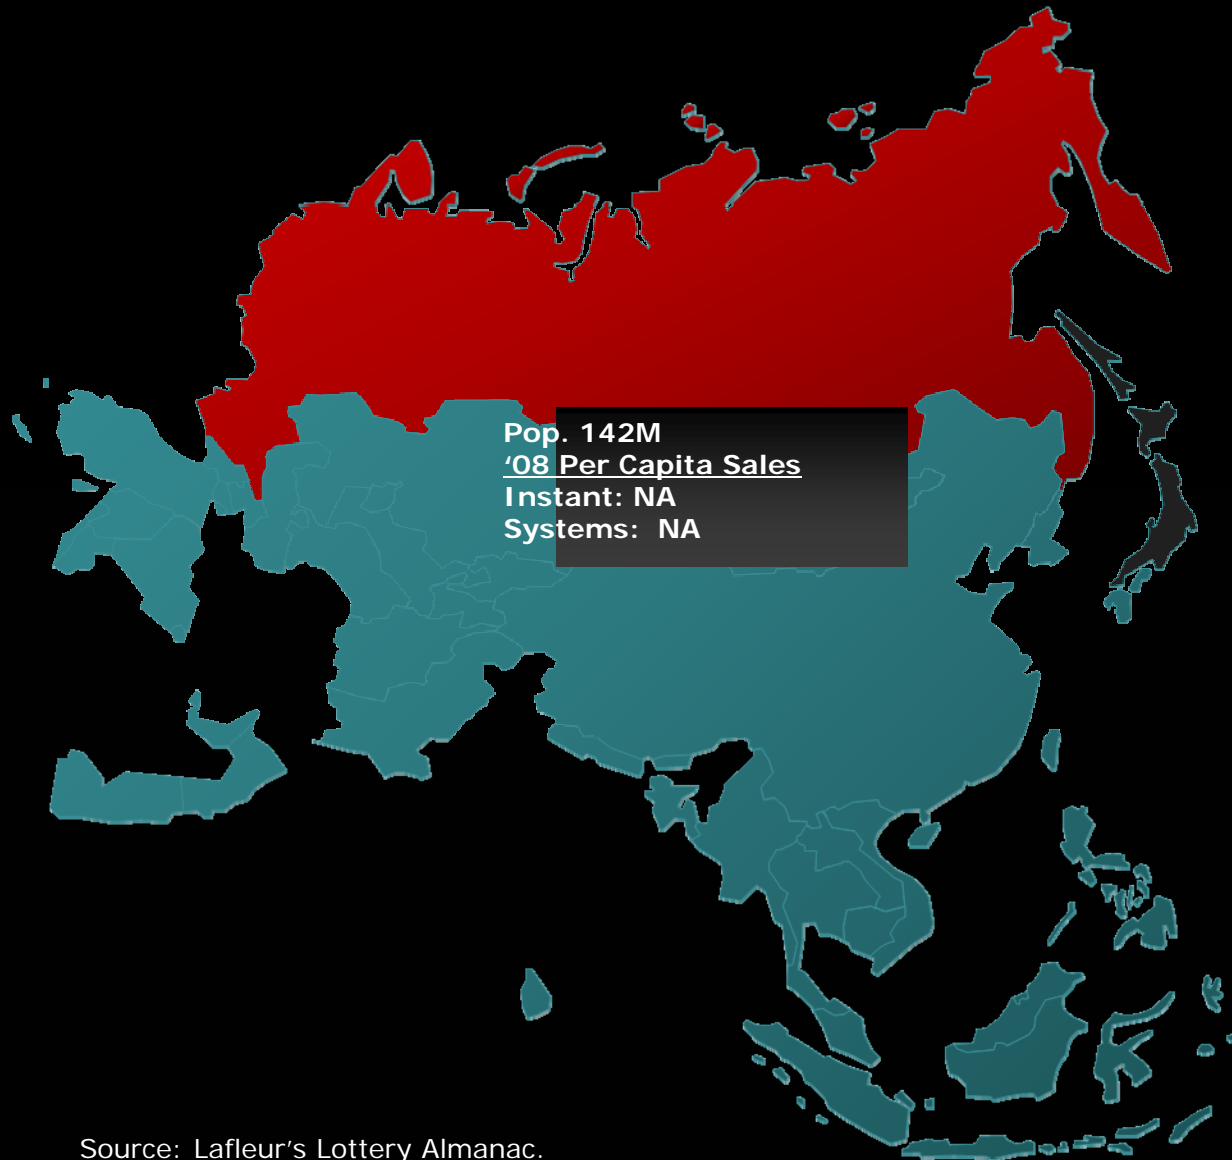 Pop. 142M
‘08 Per Capita Sales
Instant: NA
Systems: NA
Source: Lafleur's Lottery Almanac.